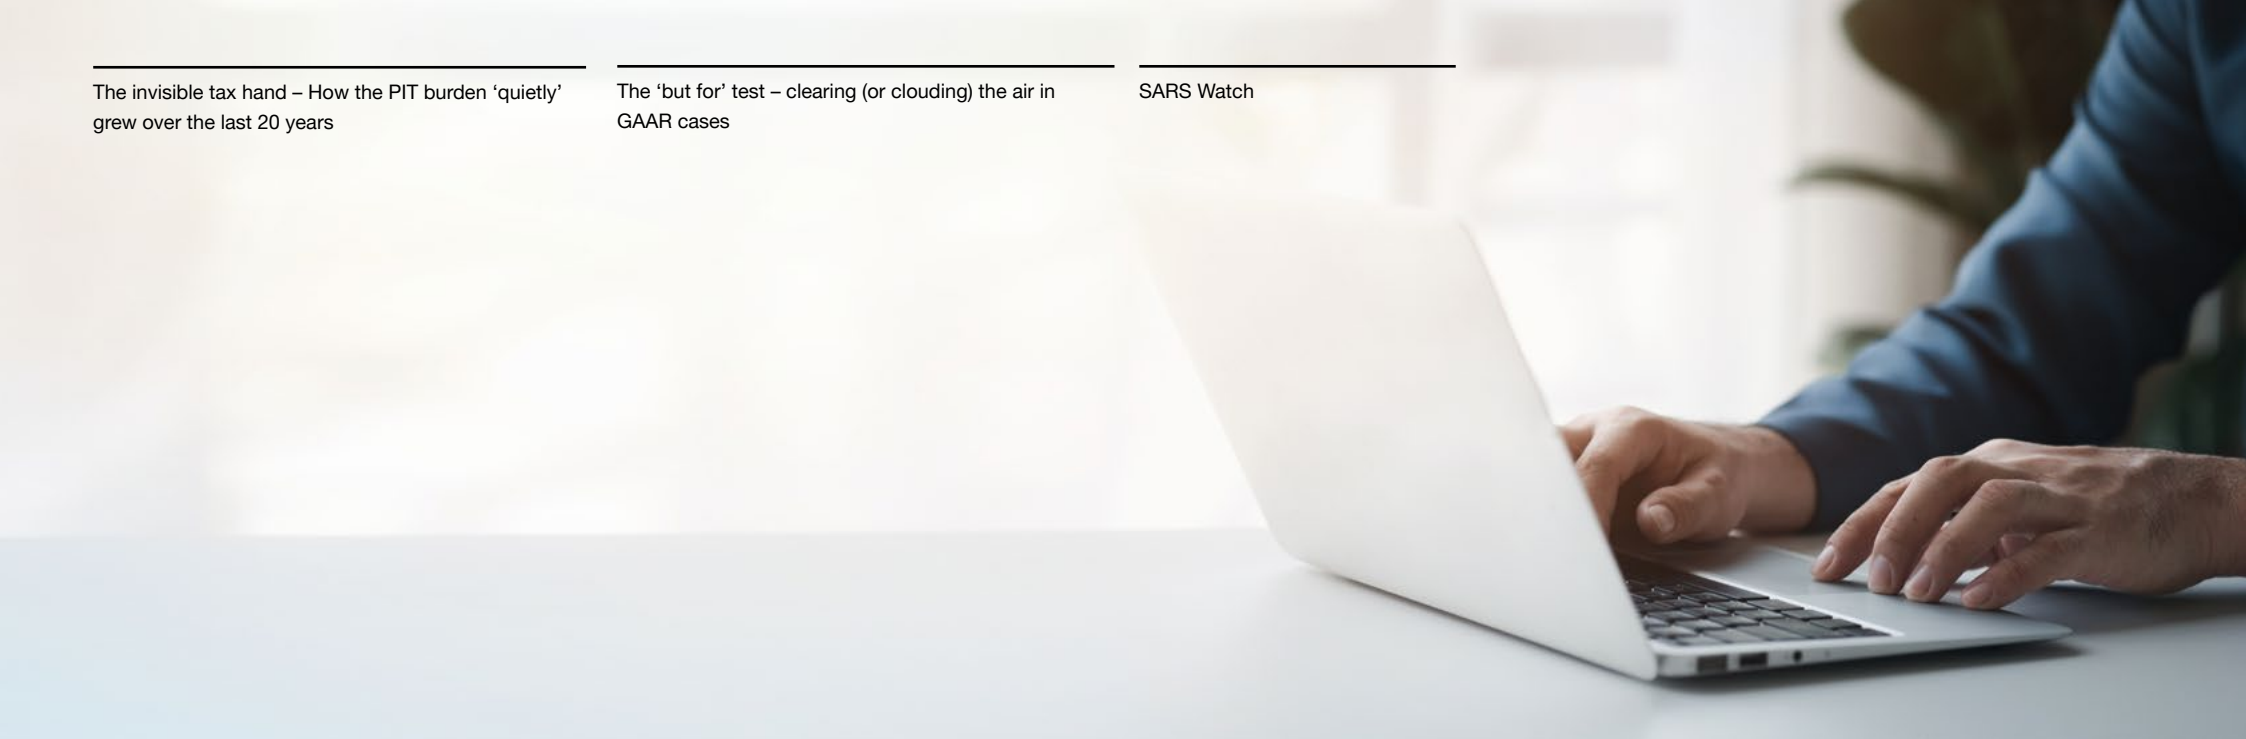 The invisible tax hand – How the PIT burden ‘quietly’
grew over the last 20 years
The ‘but for’ test – clearing (or clouding) the air in
GAAR cases
SARS Watch